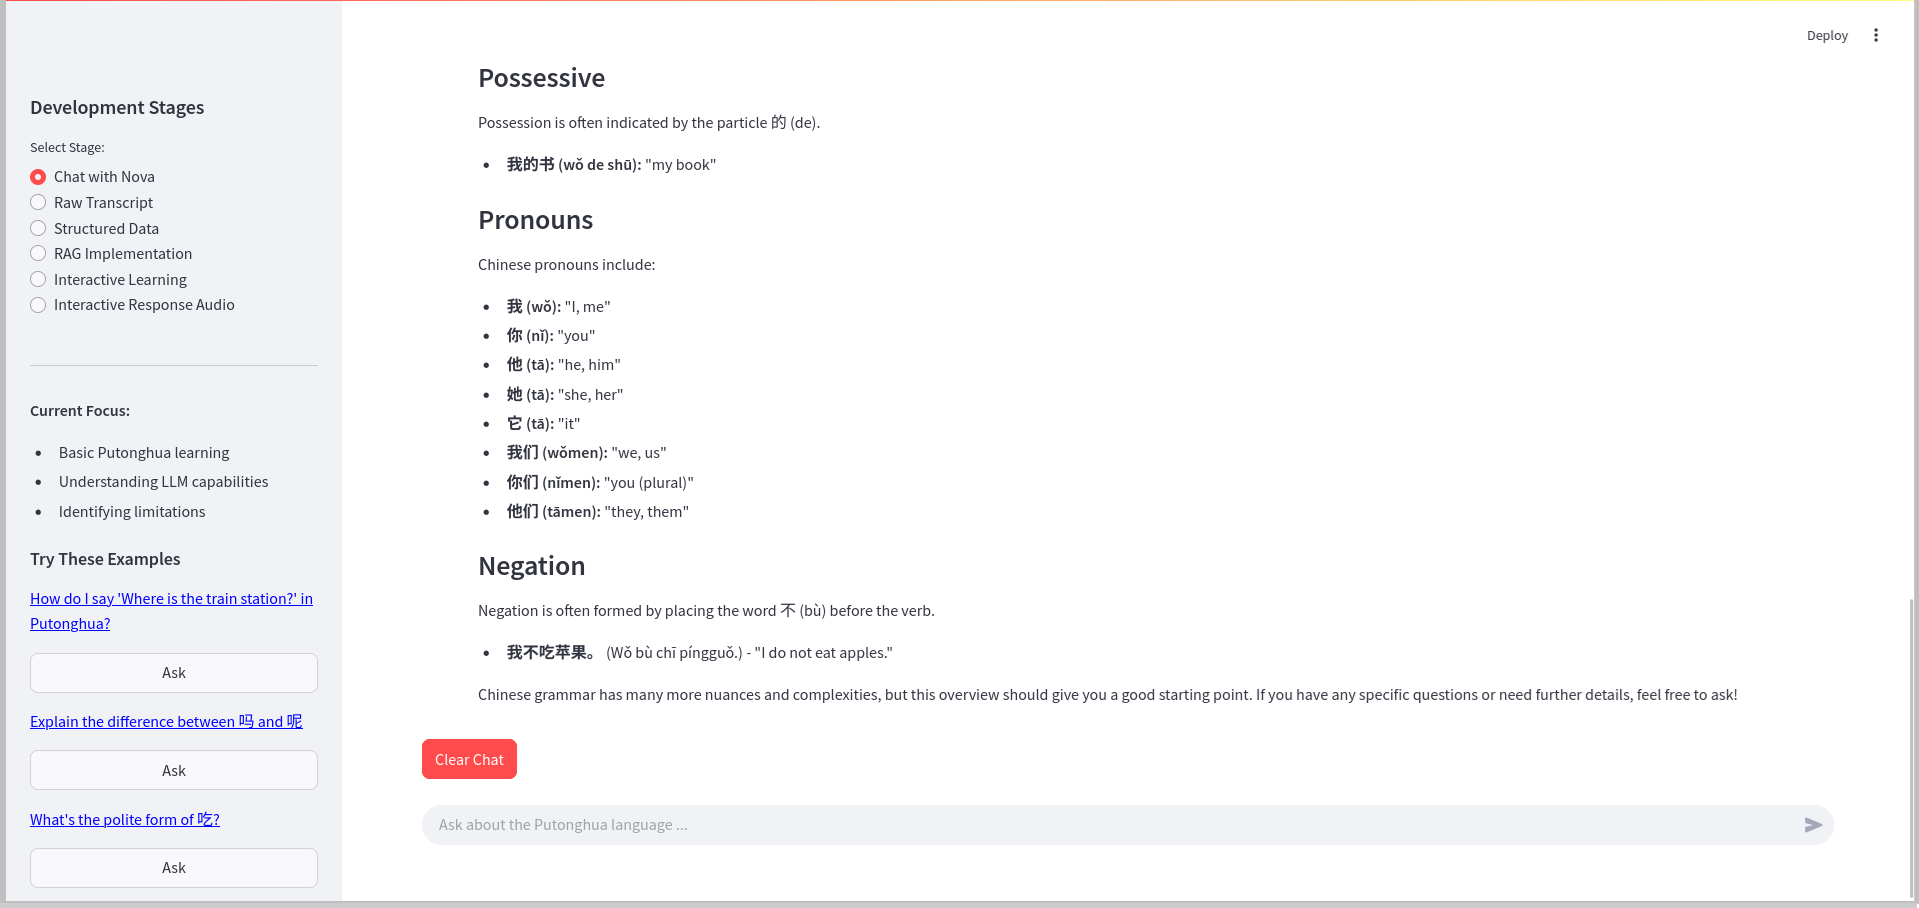 Deploy
Development Stages
Select Stage:
Chat with Nova
Raw Transcript
Structured Data
RAG Implementation
Interactive Learning
Interactive Response Audio
Current Focus:
Basic Putonghua learning
Understanding LLM capabilities
Identifying limitations
Try These Examples
How do I say 'Where is the train station?' in
Putonghua?
Ask
Explain the difference between 吗 and 呢
Ask
What's the polite form of 吃?
Ask
Possessive
Possession is often indicated by the particle 的 (de).
我的书 (wǒ de shū): "my book"
Pronouns
Chinese pronouns include:
我 (wǒ): "I, me"
你 (nǐ): "you"
他 (tā): "he, him"
她 (tā): "she, her"
它 (tā): "it"
我们 (wǒmen): "we, us"
你们 (nǐmen): "you (plural)"
他们 (tāmen): "they, them"
Negation
Negation is often formed by placing the word 不 (bù) before the verb.
我不吃苹果。 (Wǒ bù chī píngguǒ.) - "I do not eat apples."
Chinese grammar has many more nuances and complexities, but this overview should give you a good starting point. If you have any specific questions or need further details, feel free to ask!
Clear Chat
Ask about the Putonghua language ...